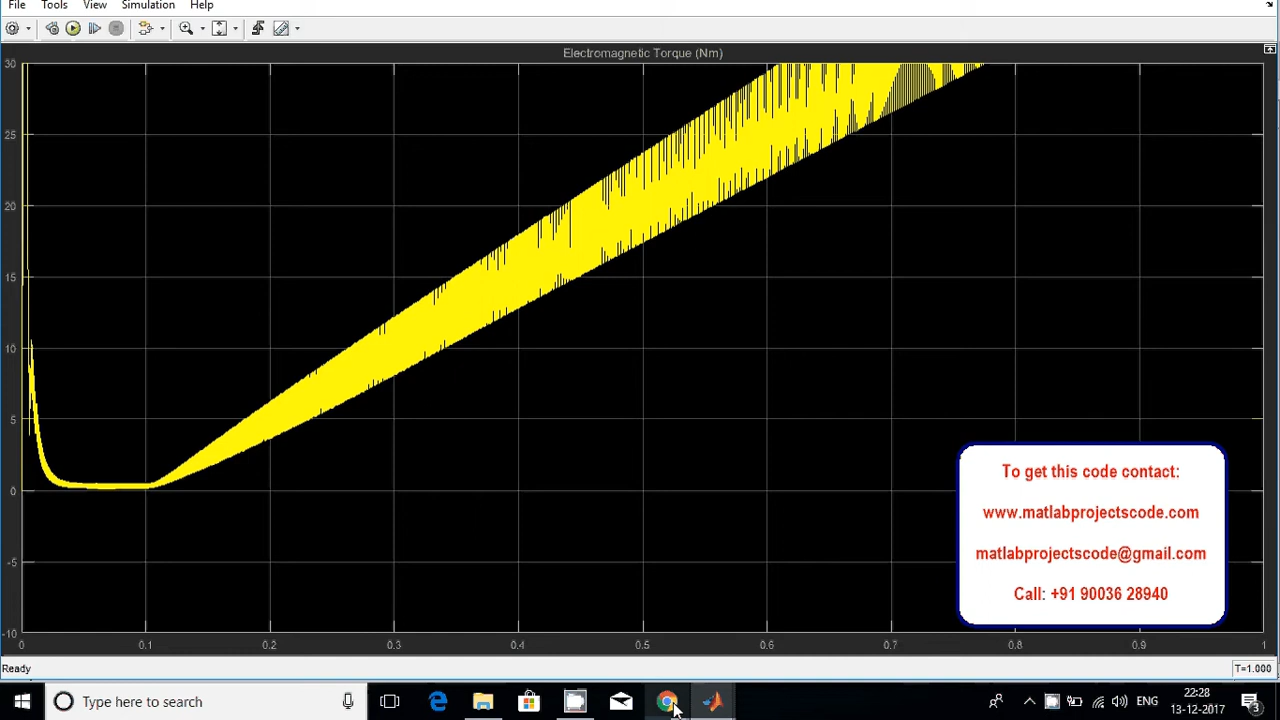 File Tools View Simulation Help
Electromagnetic Torque (Nm)
30
25
20
15
10
5
0
-5
-10
0 0.1 0.2 0.3 0.4 0.5 0.6 0.7 0.8 0.9 1
To get this code contact:
www.matlabprojectscode.com
matlabprojectscode@gmail.com
Call: +91 90036 28940
Ready T=1.000
Type here to search
ENG
22:28
13-12-2017
3